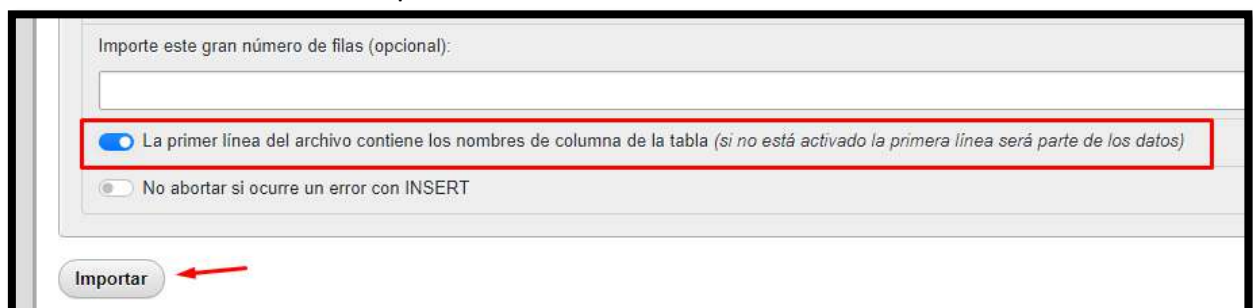 Importe este gran número de filas (opcional):
La primer línea del archivo contiene los nombres de columna de la tabla (si no está activado la primera línea será parte de los datos)
No abortar si ocurre un error con INSERT
Importar